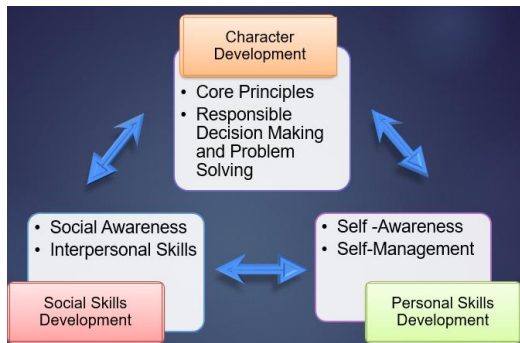 Character
Development
• Core Principles
• Responsible
Decision Making
and Problem
Solving
• Social Awareness
• Interpersonal Skills
Social Skills
Development
• Self -Awareness
• Self-Management
Personal Skills
Development